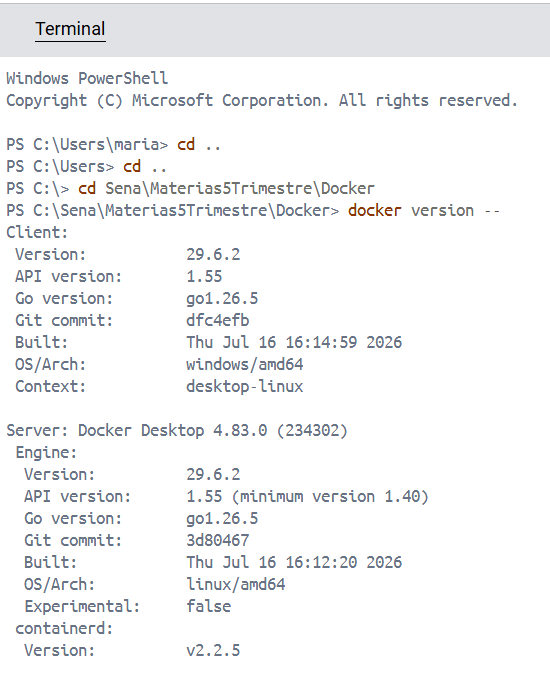 Terminal
Windows PowerShell
Copyright (C) Microsoft Corporation. All rights reserved.
PS C:\Users\maria> cd ..
PS C:\Users> cd ..
PS C:\> cd Sena\Materias5Trimestre\Docker
PS C:\Sena\Materias5Trimestre\Docker> docker version --
Client:
 Version:           29.6.2
 API version:       1.55
 Go version:        go1.26.5
 Git commit:        dfc4efb
 Built:             Thu Jul 16 16:14:59 2026
 OS/Arch:           windows/amd64
 Context:           desktop-linux
Server: Docker Desktop 4.83.0 (234302)
 Engine:
  Version:          29.6.2
  API version:      1.55 (minimum version 1.40)
  Go version:       go1.26.5
  Git commit:       3d80467
  Built:            Thu Jul 16 16:12:20 2026
  OS/Arch:          linux/amd64
  Experimental:     false
 containerd:
  Version:          v2.2.5